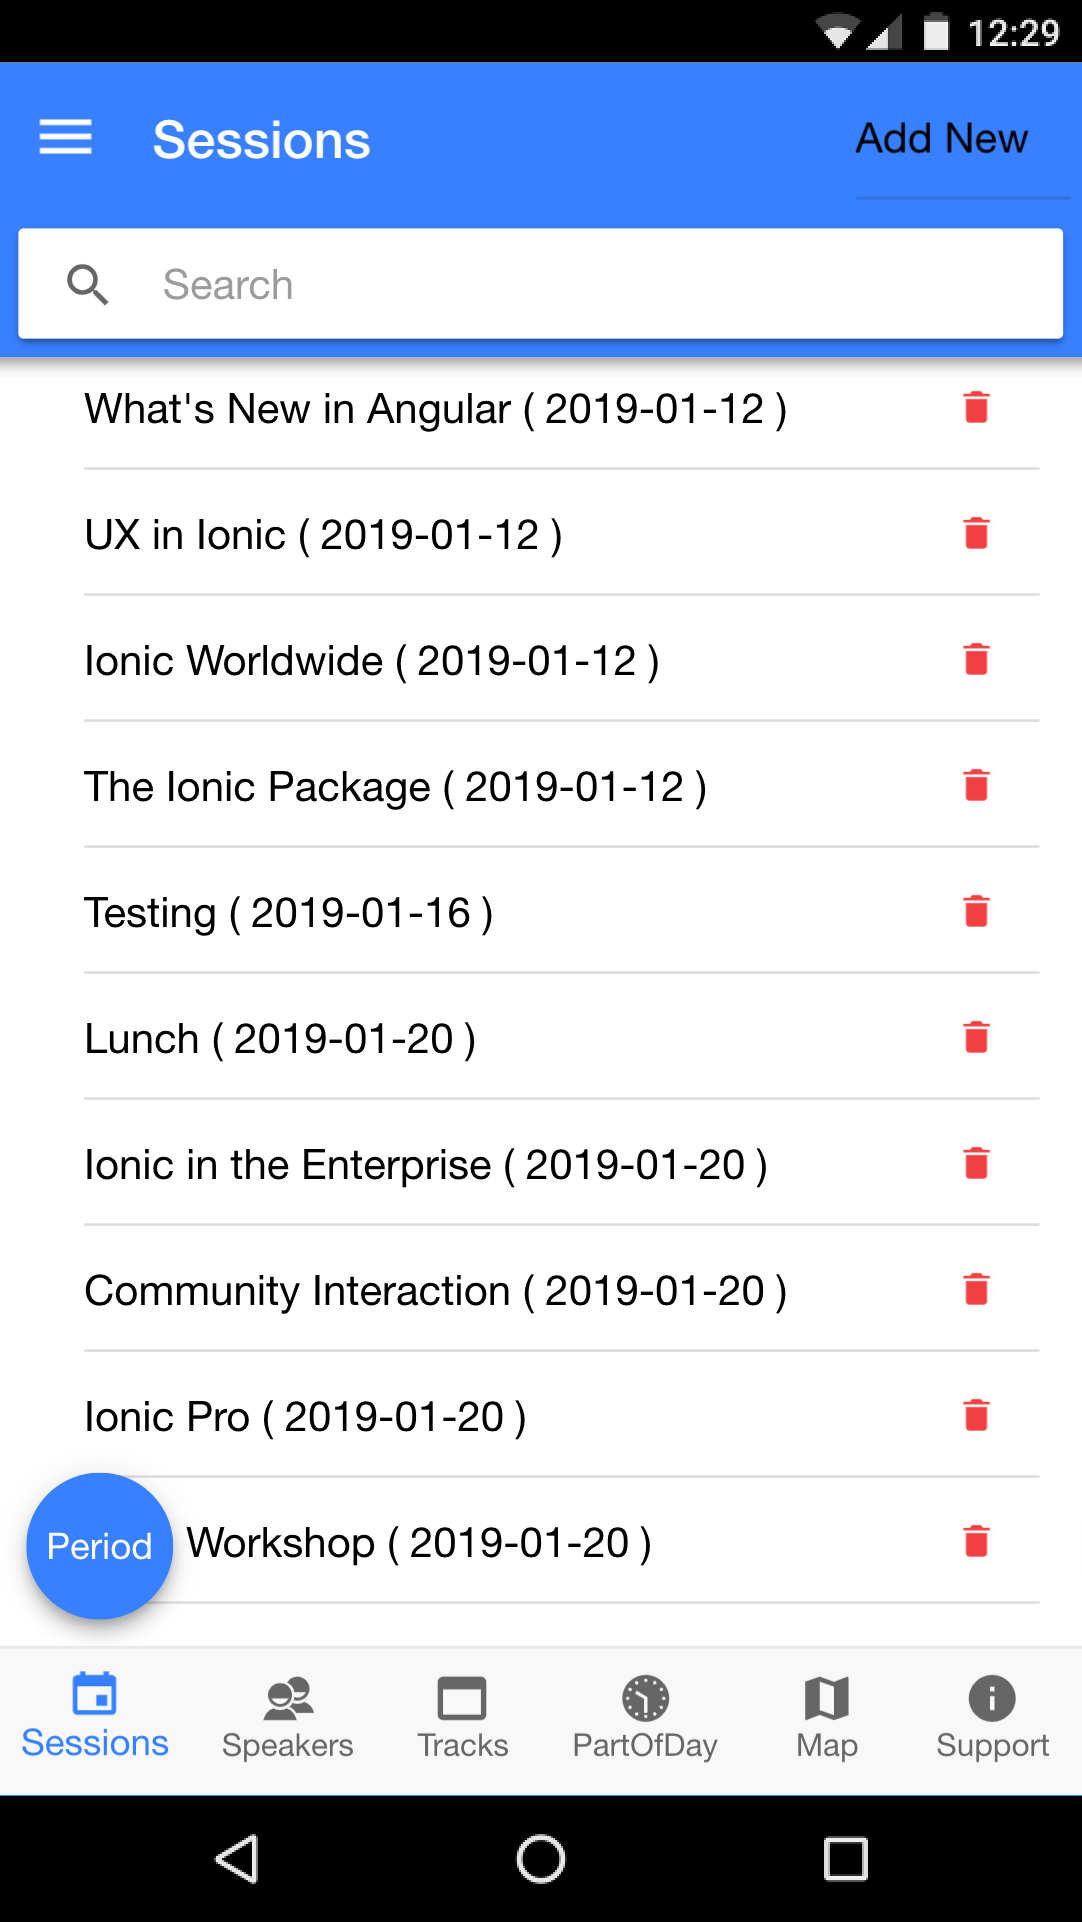 12:29
Sessions
Add New
Search
What's New in Angular ( 2019-01-12 )
UX in Ionic ( 2019-01-12 )
Ionic Worldwide ( 2019-01-12 )
The Ionic Package ( 2019-01-12 )
Testing ( 2019-01-16 )
Lunch ( 2019-01-20 )
Ionic in the Enterprise ( 2019-01-20 )
Community Interaction ( 2019-01-20 )
Ionic Pro ( 2019-01-20 )
Period
Workshop ( 2019-01-20 )
Sessions
Speakers
Tracks
PartOfDay
Map
Support